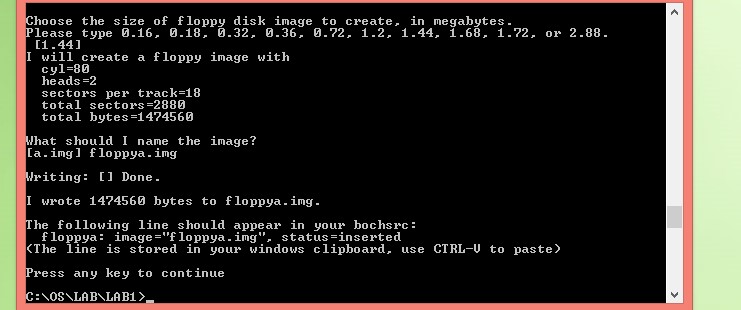 Choose the size of floppy disk image to create, in megabytes.
Please type 0.16, 0.18, 0.32, 0.36, 0.72, 1.2, 1.44, 1.68, 1.72, or 2.88.
[1.44]
I will create a floppy image with
cyl=80
heads=2
sectors per track=18
total sectors=2880
total bytes=1474560
What should I name the image?
[a.img] floppya.img
Writing: [] Done.
I wrote 1474560 bytes to floppya.img.
The following line should appear in your bochsrc:
floppya: image="floppya.img", status=inserted
(The line is stored in your windows clipboard, use CTRL-V to paste)
Press any key to continue
C:\OS\LAB\LAB1>_